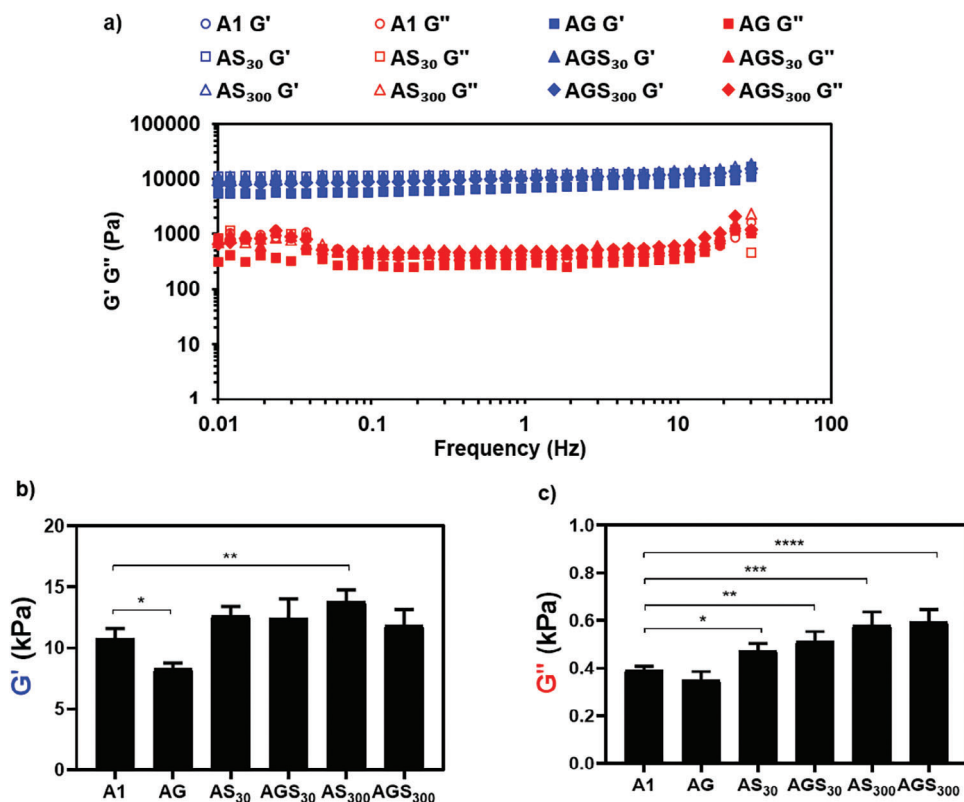 a)
A1 G' A1 G" AG G' AG G"
AS₃₀ G' AS₃₀ G" AGS₃₀ G' AGS₃₀ G"
AS₃₀₀ G' AS₃₀₀ G" AGS₃₀₀ G' AGS₃₀₀ G"
100000
10000
1000
100
10
1
G' G" (Pa)
0.01 0.1 1 10 100
Frequency (Hz)
b)
20
15
10
5
0
G' (kPa)
**
*
A1 AG AS₃₀ AGS₃₀ AS₃₀₀ AGS₃₀₀
c)
1.0
0.8
0.6
0.4
0.2
0.0
G" (kPa)
****
***
**
*
A1 AG AS₃₀ AGS₃₀ AS₃₀₀ AGS₃₀₀